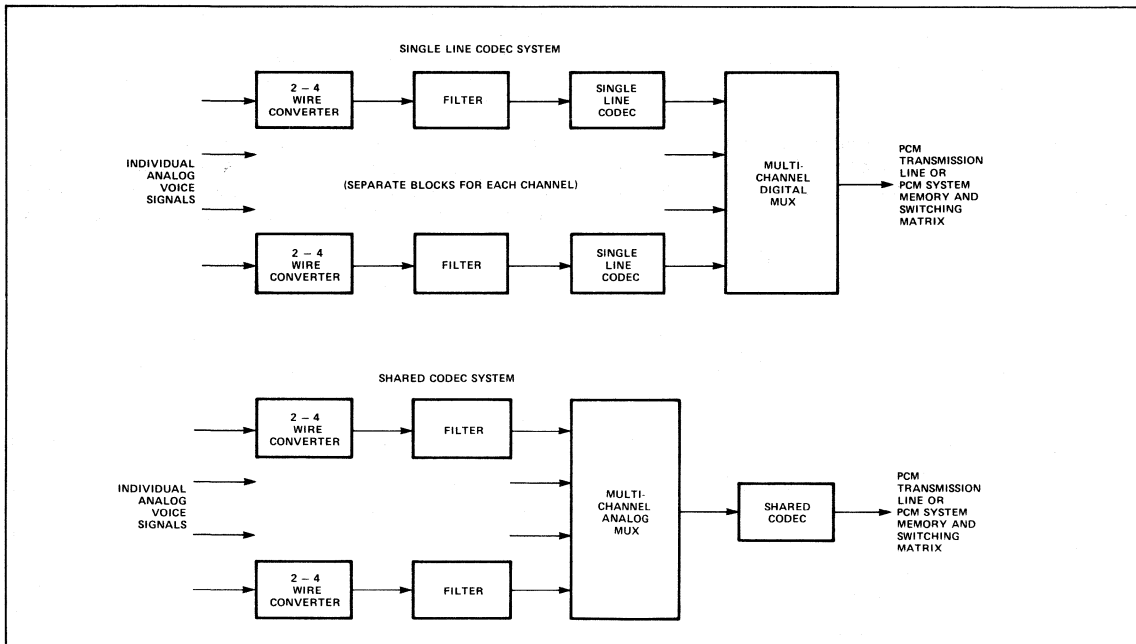 SINGLE LINE CODEC SYSTEM
2 – 4
WIRE
CONVERTER
FILTER
SINGLE
LINE
CODEC
INDIVIDUAL
ANALOG
VOICE
SIGNALS
(SEPARATE BLOCKS FOR EACH CHANNEL)
MULTI-
CHANNEL
DIGITAL
MUX
PCM
TRANSMISSION
LINE OR
PCM SYSTEM
MEMORY AND
SWITCHING
MATRIX
2 – 4
WIRE
CONVERTER
FILTER
SINGLE
LINE
CODEC
SHARED CODEC SYSTEM
2 – 4
WIRE
CONVERTER
FILTER
INDIVIDUAL
ANALOG
VOICE
SIGNALS
MULTI-
CHANNEL
ANALOG
MUX
SHARED
CODEC
PCM
TRANSMISSION
LINE OR
PCM SYSTEM
MEMORY AND
SWITCHING
MATRIX
2 – 4
WIRE
CONVERTER
FILTER